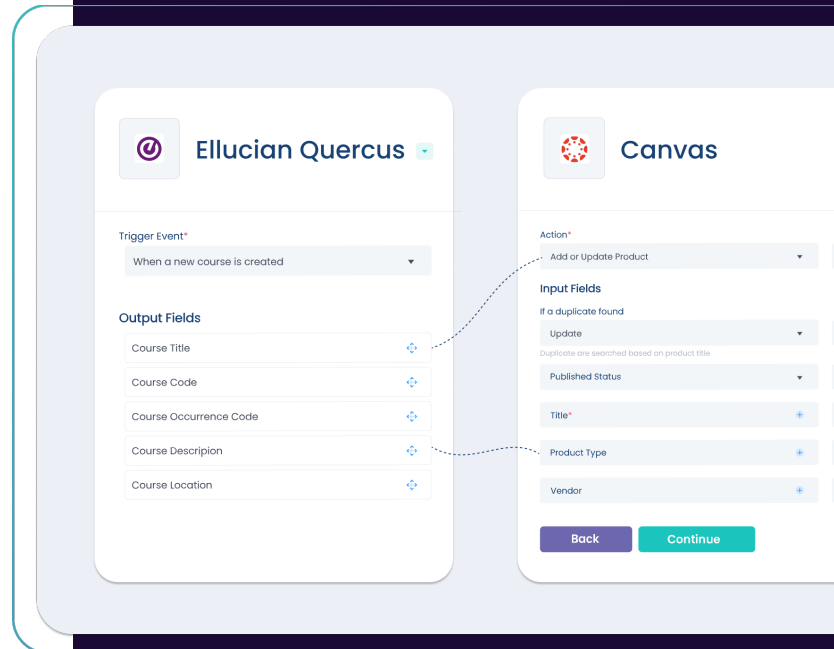 Ellucian Quercus
Trigger Event*
When a new course is created
Output Fields
Course Title
Course Code
Course Occurrence Code
Course Descripion
Course Location
Canvas
Action*
Add or Update Product
Input Fields
If a duplicate found
Update
Duplicate are searched based on product title
Published Status
Title*
Product Type
Vendor
Back
Continue